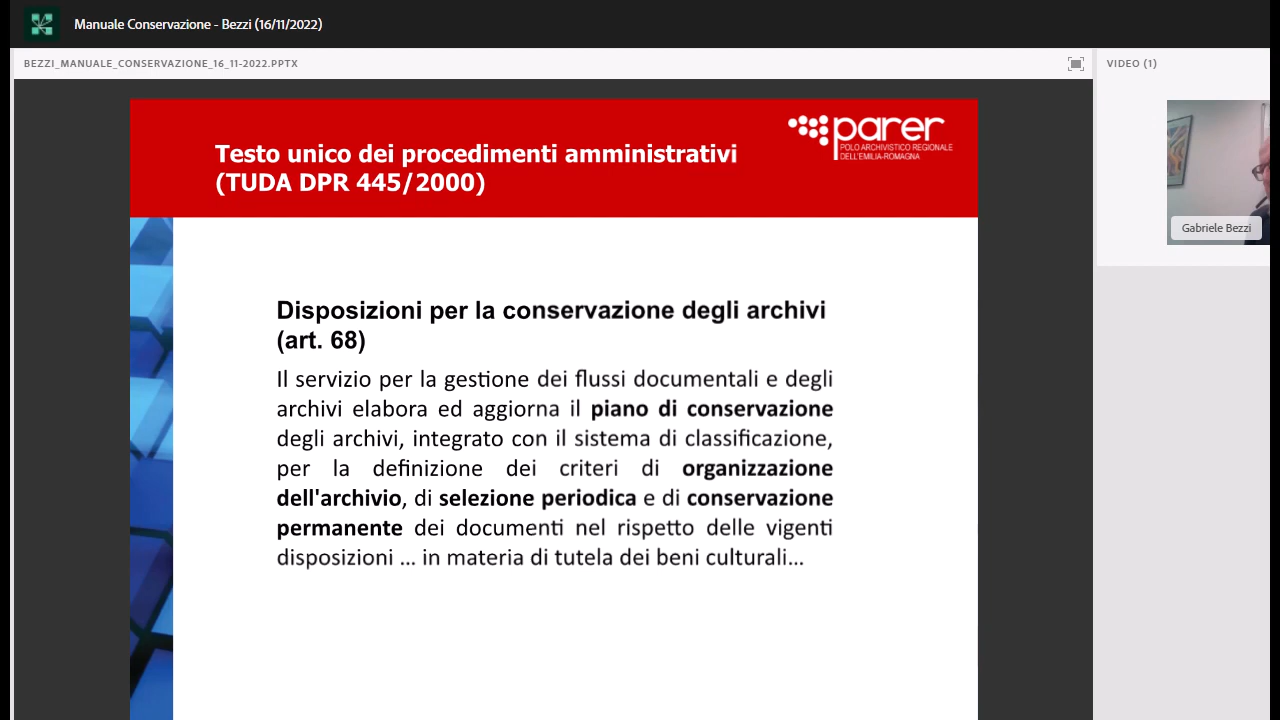 Manuale Conservazione - Bezzi (16/11/2022)
BEZZI_MANUALE_CONSERVAZIONE_16_11-2022.PPTX
VIDEO (1)
parer
POLO ARCHIVISTICO REGIONALE
DELL'EMILIA-ROMAGNA
Testo unico dei procedimenti amministrativi
(TUDA DPR 445/2000)
Gabriele Bezzi
Disposizioni per la conservazione degli archivi
(art. 68)
Il servizio per la gestione dei flussi documentali e degli
archivi elabora ed aggiorna il piano di conservazione
degli archivi, integrato con il sistema di classificazione,
per la definizione dei criteri di organizzazione
dell'archivio, di selezione periodica e di conservazione
permanente dei documenti nel rispetto delle vigenti
disposizioni ... in materia di tutela dei beni culturali...